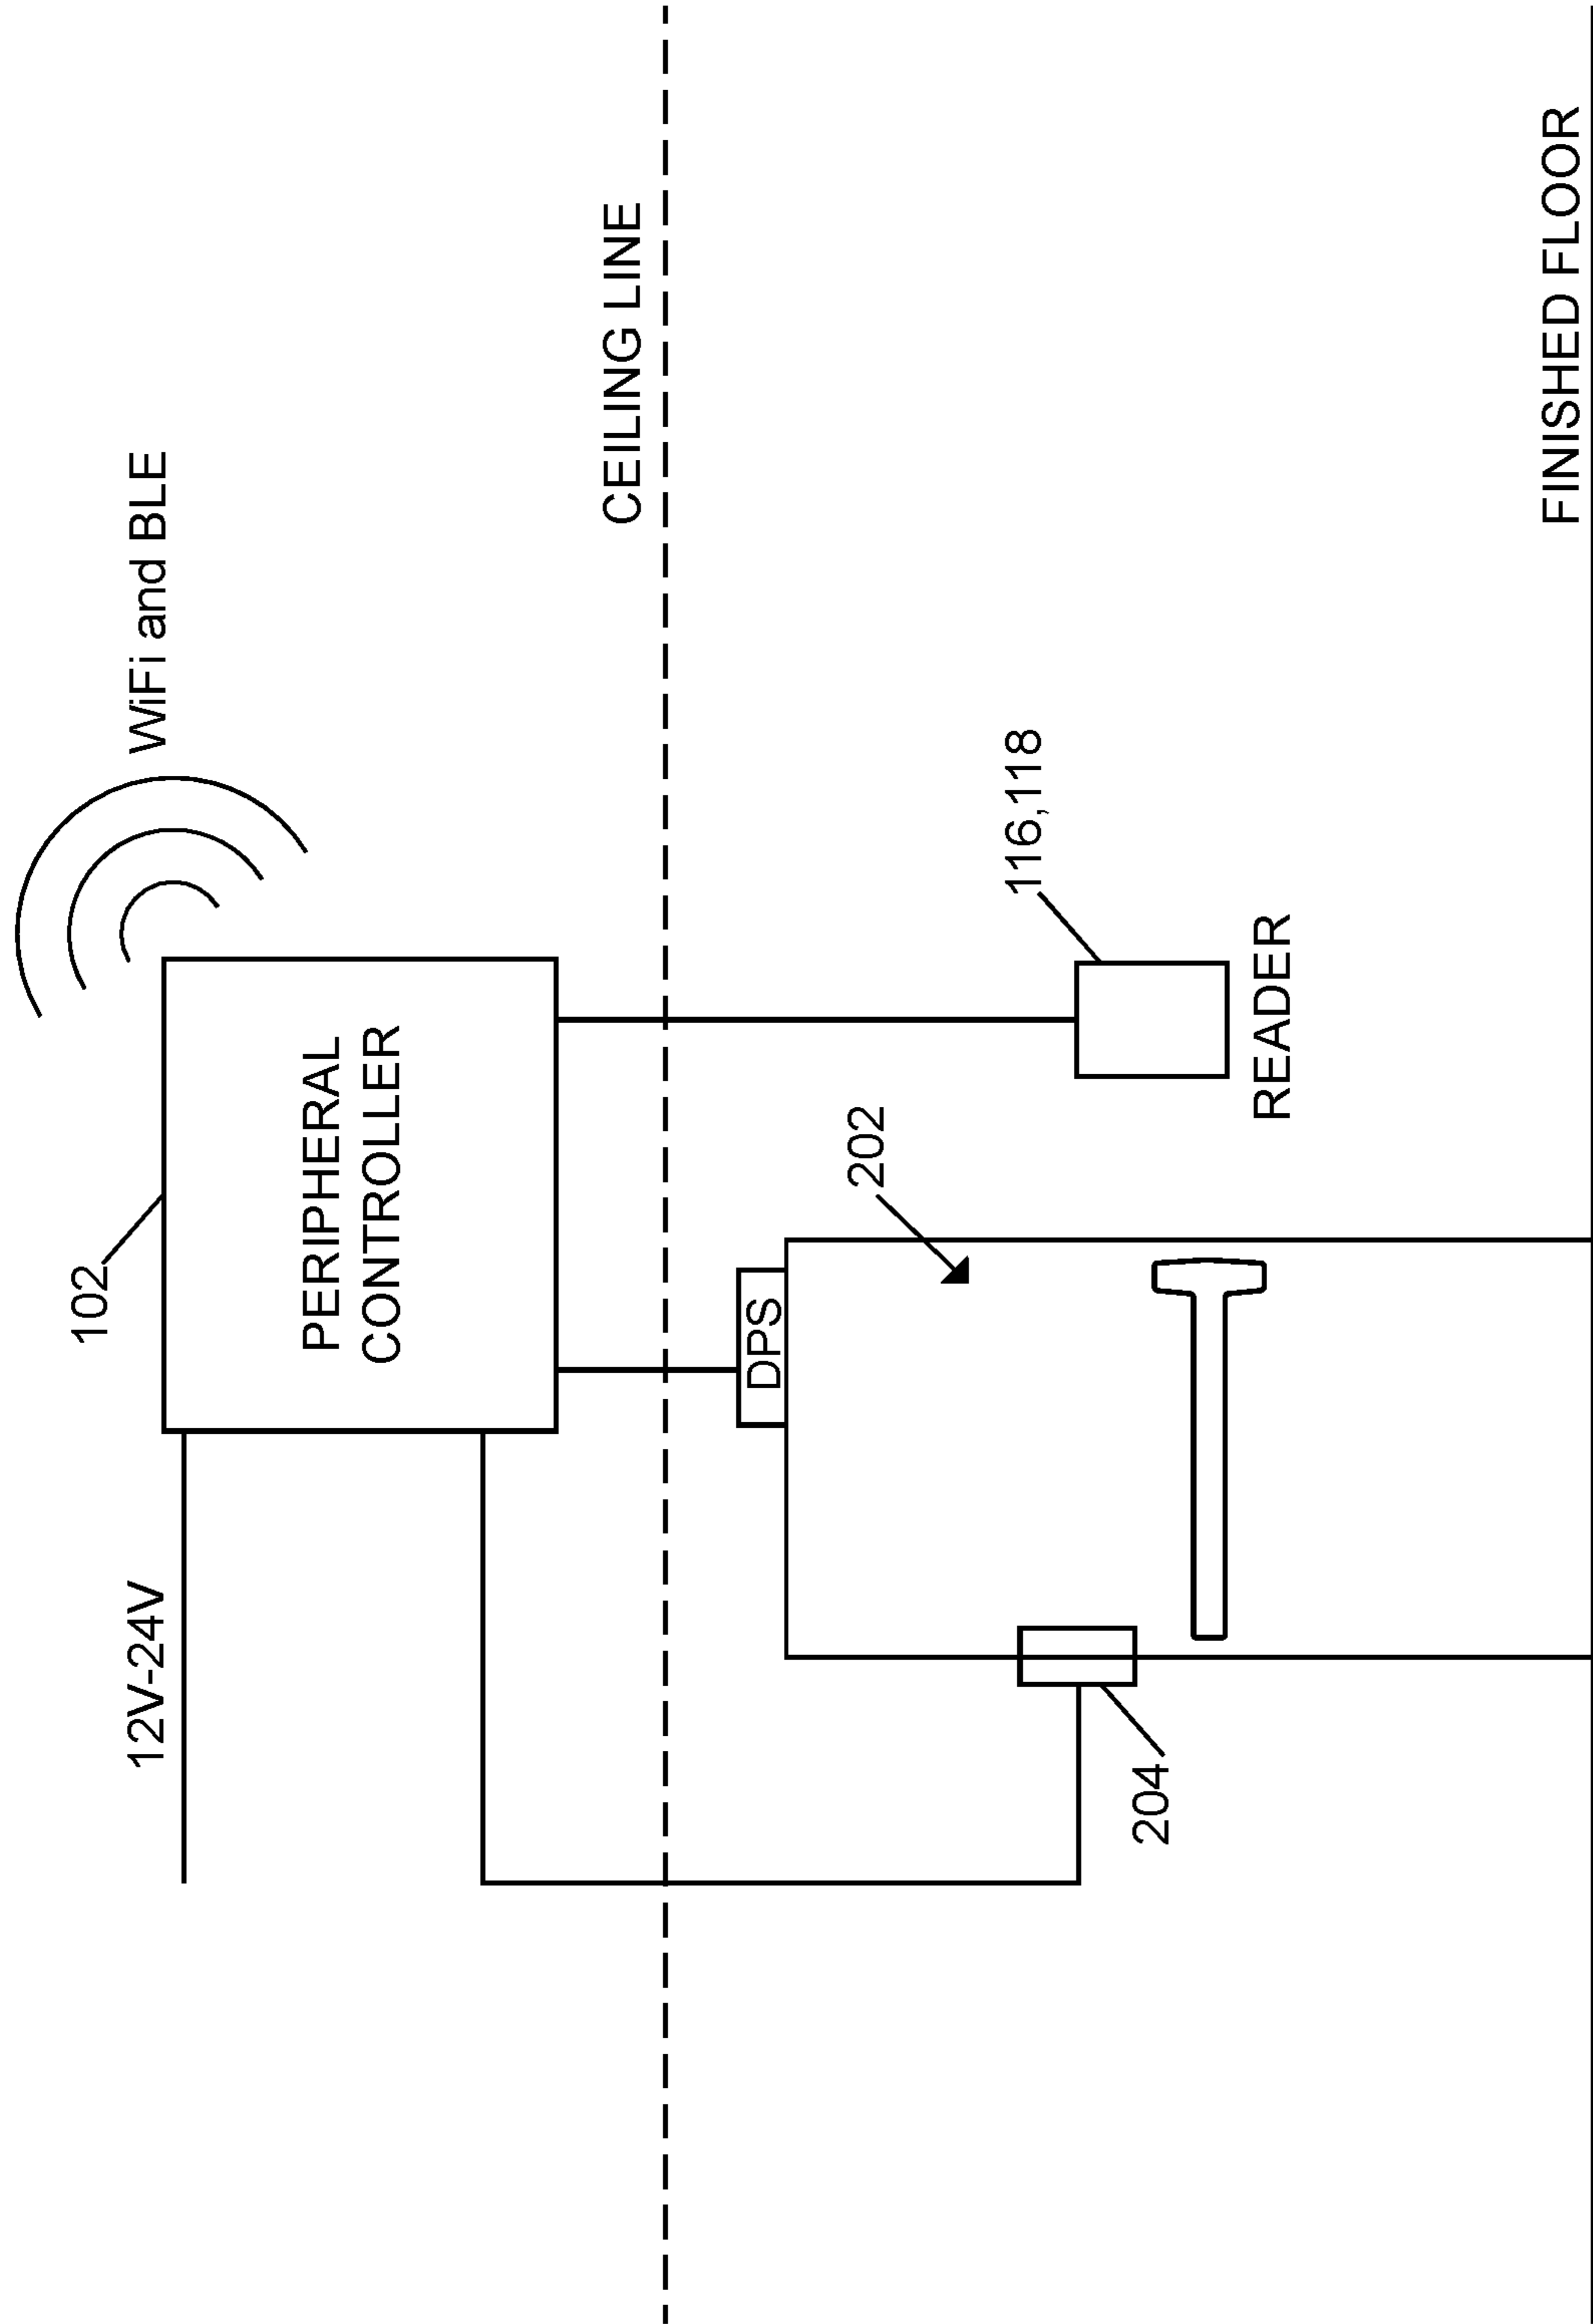 WiFi and BLE
102
12V-24V
PERIPHERAL
CONTROLLER
CEILING LINE
DPS
202
116,118
READER
204
FINISHED FLOOR